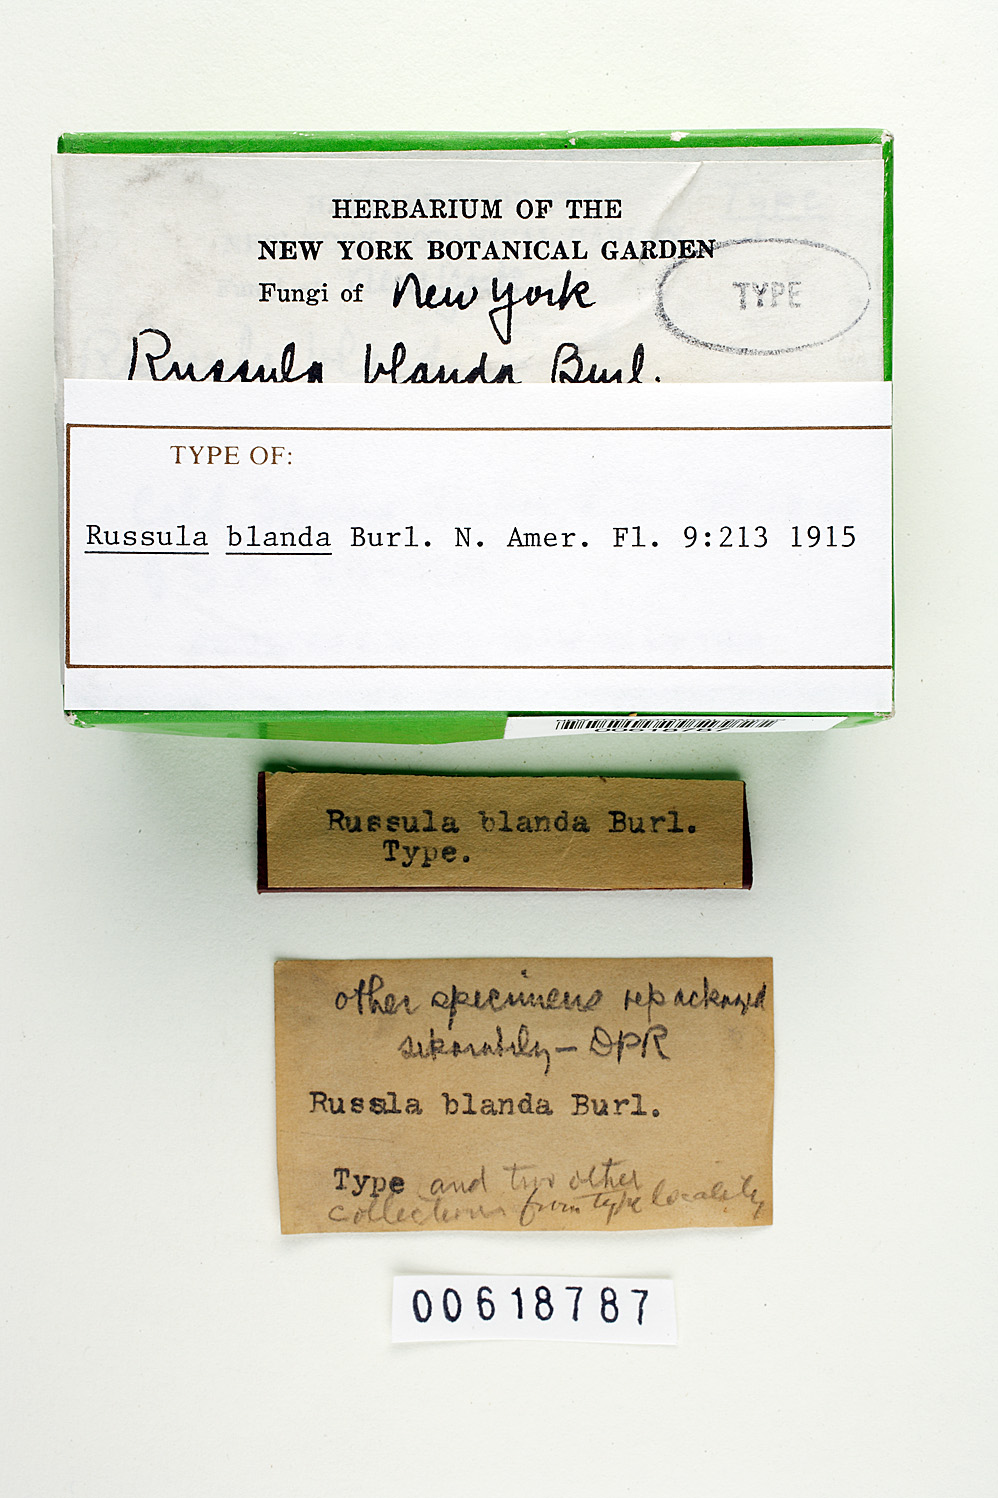 HERBARIUM OF THE
NEW YORK BOTANICAL GARDEN
Fungi of New York
TYPE
Russula blanda Burl.
TYPE OF:
Russula blanda Burl. N. Amer. Fl. 9:213 1915
00618787
Russula blanda Burl.
Type.
other specimens repackaged
separately – DPR
Russla blanda Burl.
Type and two other
collections from type locality
00618787